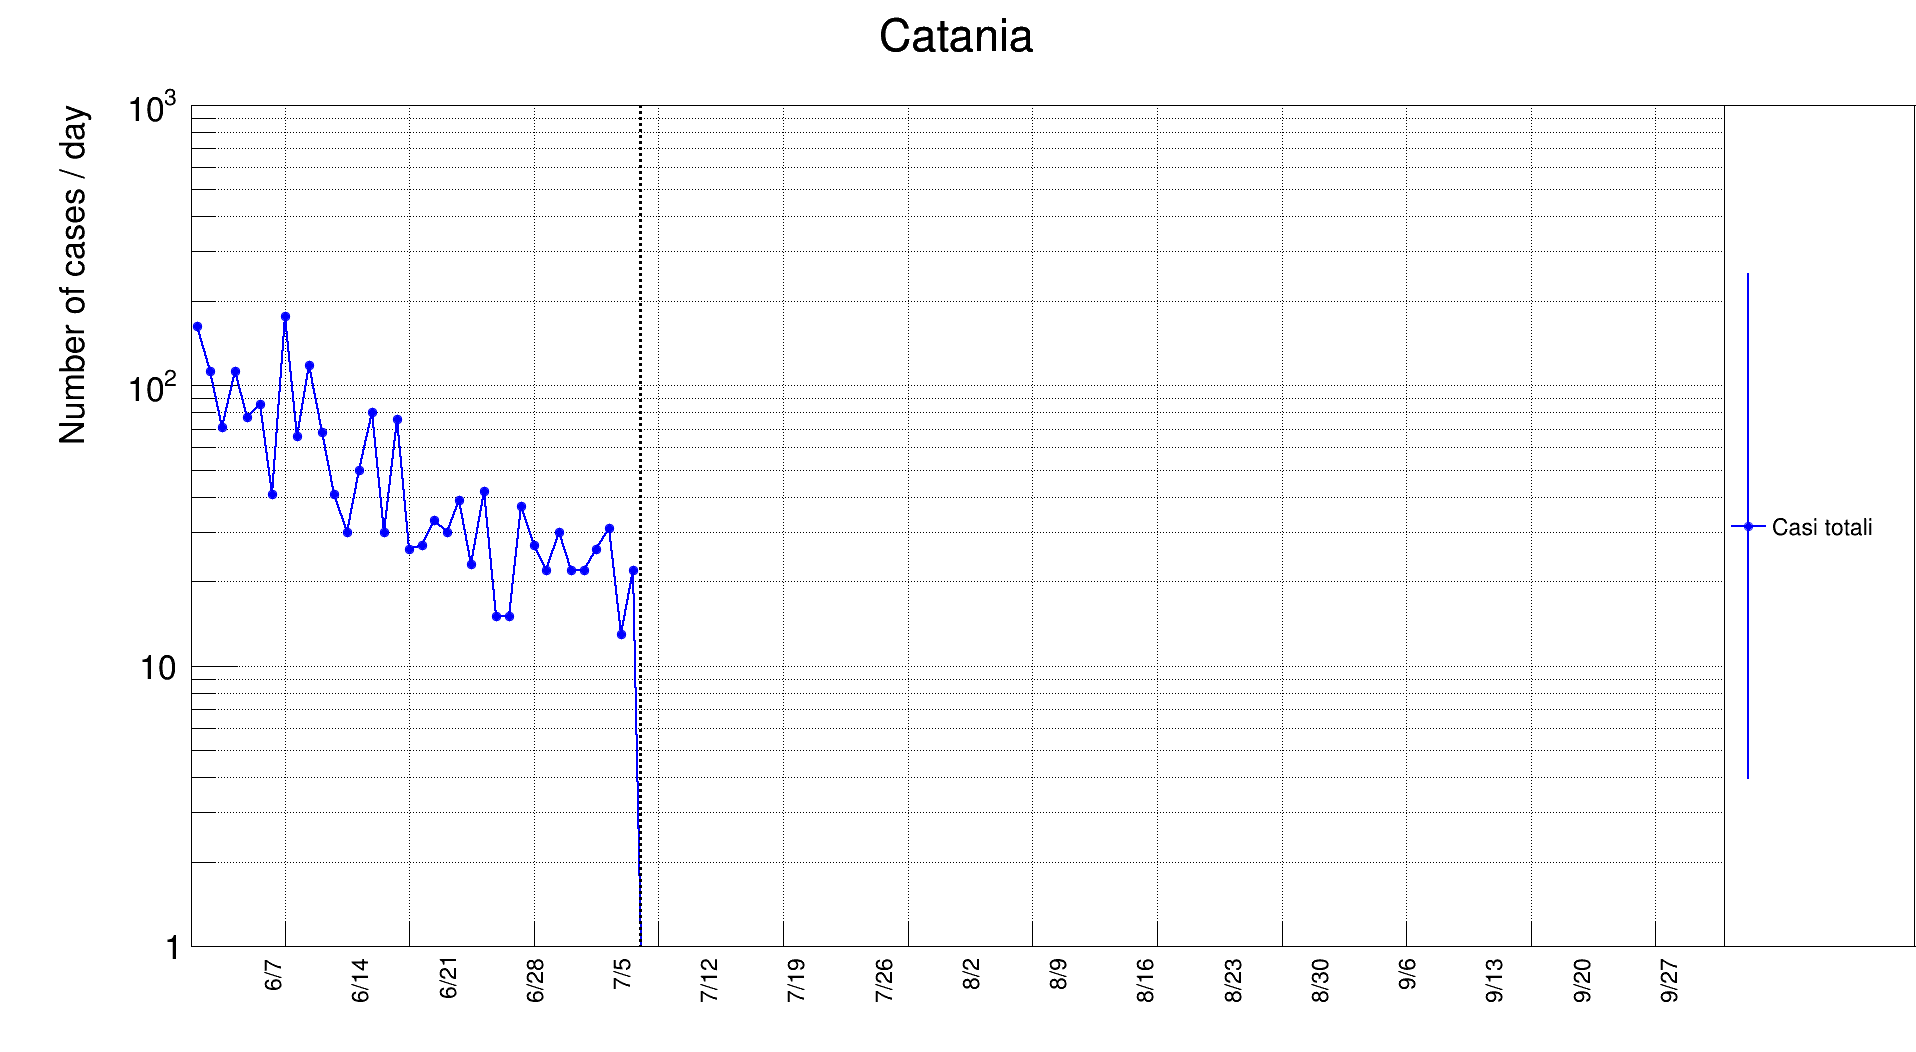 Catania
Number of cases / day
10³
10²
10
1
6/7 6/14 6/21 6/28 7/5 7/12 7/19 7/26 8/2 8/9 8/16 8/23 8/30 9/6 9/13 9/20 9/27
Casi totali